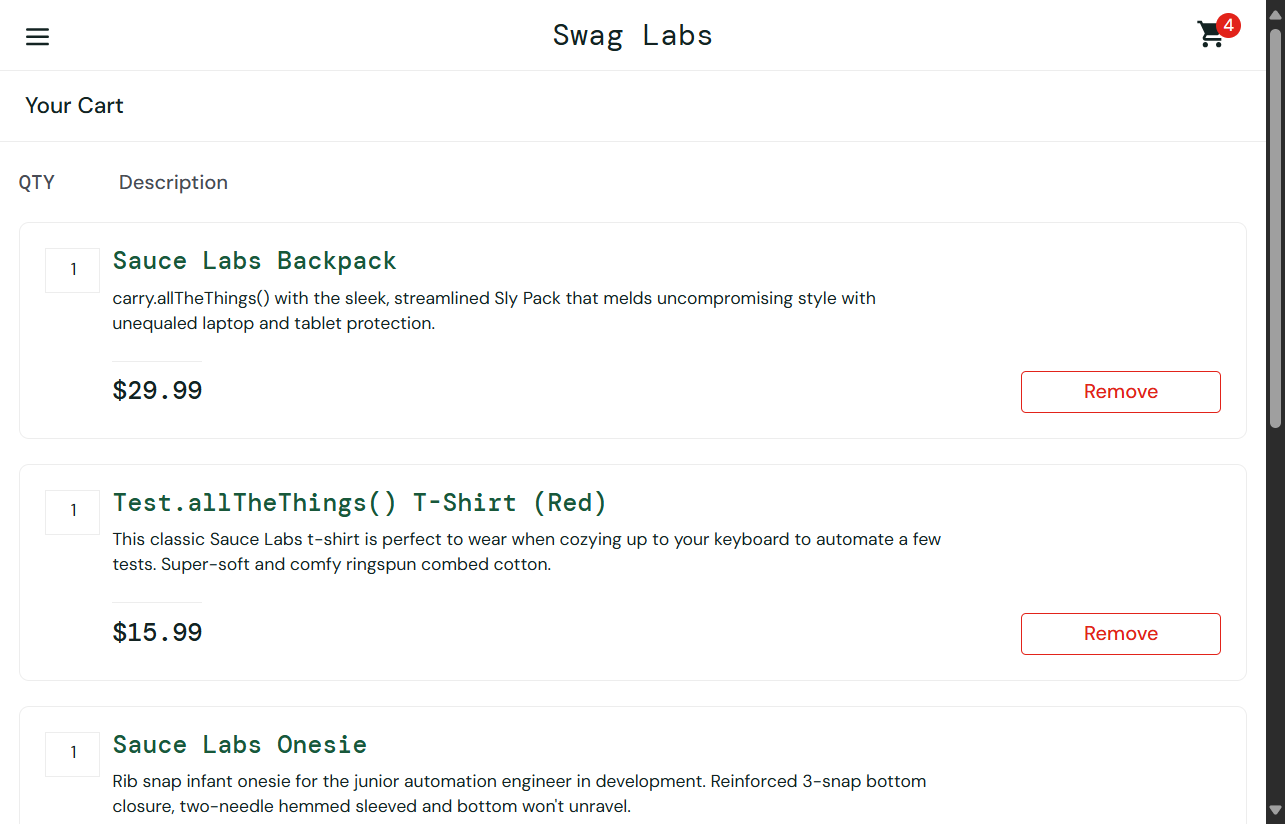 Swag Labs
4
Your Cart
QTY Description
1
Sauce Labs Backpack
carry.allTheThings() with the sleek, streamlined Sly Pack that melds uncompromising style with
unequaled laptop and tablet protection.
$29.99
Remove
1
Test.allTheThings() T-Shirt (Red)
This classic Sauce Labs t-shirt is perfect to wear when cozying up to your keyboard to automate a few
tests. Super-soft and comfy ringspun combed cotton.
$15.99
Remove
1
Sauce Labs Onesie
Rib snap infant onesie for the junior automation engineer in development. Reinforced 3-snap bottom
closure, two-needle hemmed sleeved and bottom won't unravel.